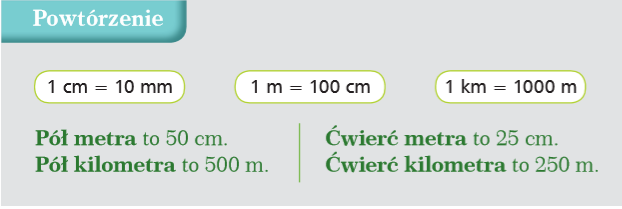 Powtórzenie
1 cm = 10 mm
1 m = 100 cm
1 km = 1000 m
Pół metra to 50 cm.
Pół kilometra to 500 m.
Ćwierć metra to 25 cm.
Ćwierć kilometra to 250 m.